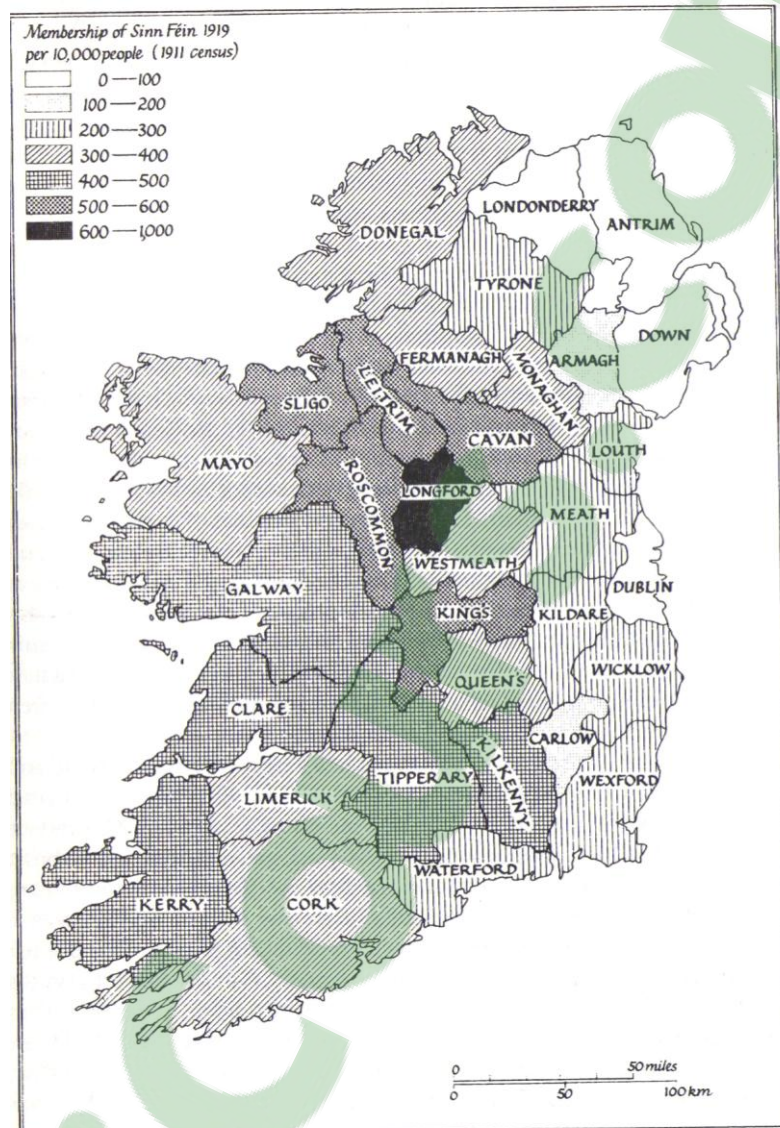 Membership of Sinn Féin 1919
per 10,000 people (1911 census)
0—100
100—200
200—300
300—400
400—500
500—600
600—1,000
LONDONDERRY
ANTRIM
DONEGAL
TYRONE
DOWN
FERMANAGH
ARMAGH
MONAGHAN
LEITRIM
SLIGO
CAVAN
LOUTH
MAYO
ROSCOMMON
LONGFORD
MEATH
WESTMEATH
GALWAY
DUBLIN
KINGS
KILDARE
QUEEN'S
WICKLOW
CLARE
CARLOW
TIPPERARY
KILKENNY
WEXFORD
LIMERICK
WATERFORD
KERRY
CORK
0 50 miles
0 50 100 km